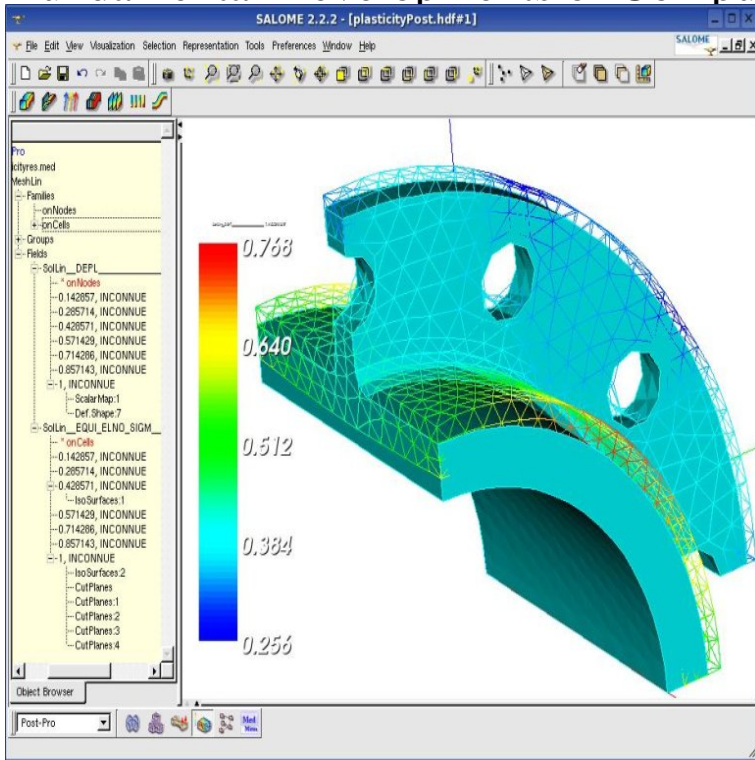 SALOME 2.2.2 - [plasticityPost.hdf#1]
File Edit View Visualization Selection Representation Tools Preferences Window Help
SALOME
Pro
icityres.med
MeshLin
Families
onNodes
onCells
Groups
Fields
SolLin__DEPL__
* onNodes
0.142857, INCONNUE
0.285714, INCONNUE
0.428571, INCONNUE
0.571429, INCONNUE
0.714286, INCONNUE
0.857143, INCONNUE
1, INCONNUE
ScalarMap:1
Def.Shape:7
SolLin__EQUI_ELNO_SIGM__
* onCells
0.142857, INCONNUE
0.285714, INCONNUE
0.428571, INCONNUE
IsoSurfaces:1
0.571429, INCONNUE
0.714286, INCONNUE
0.857143, INCONNUE
1, INCONNUE
IsoSurfaces:2
CutPlanes
CutPlanes:1
CutPlanes:2
CutPlanes:3
CutPlanes:4
Object Browser
0.768
0.640
0.512
0.384
0.256
Post-Pro
Med